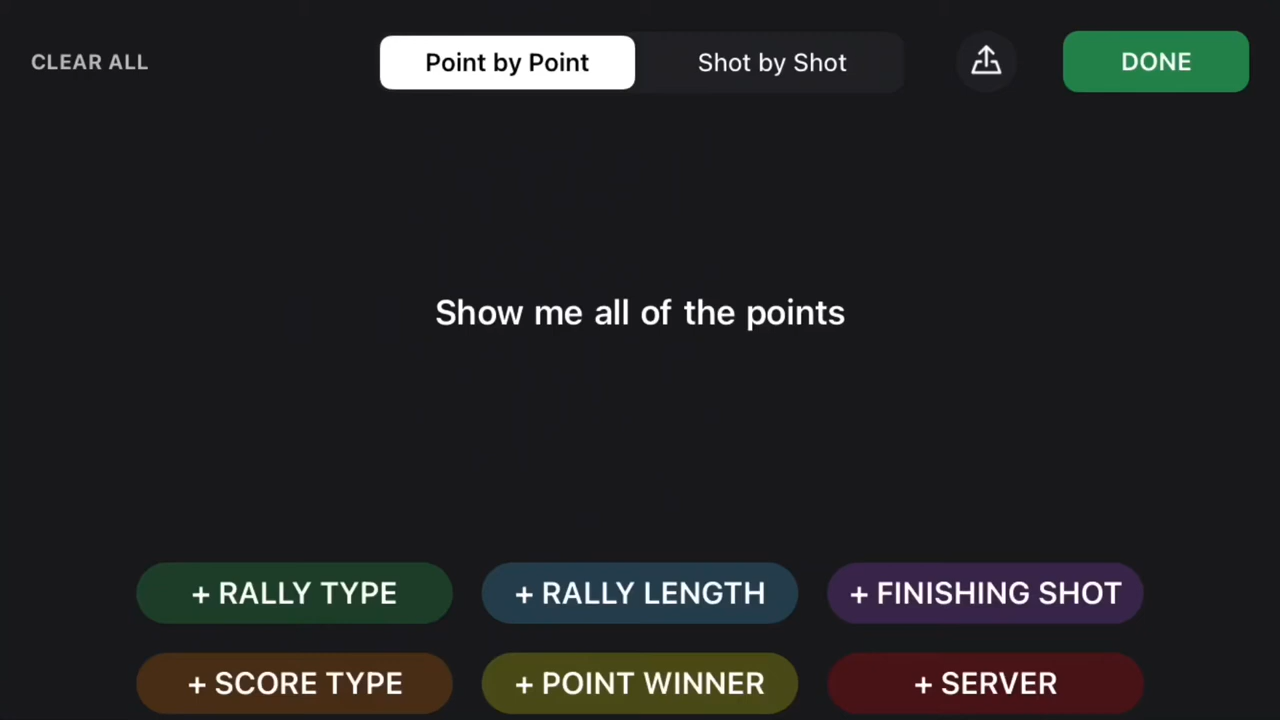 CLEAR ALL
Point by Point
Shot by Shot
DONE
Show me all of the points
+ RALLY TYPE
+ RALLY LENGTH
+ FINISHING SHOT
+ SCORE TYPE
+ POINT WINNER
+ SERVER